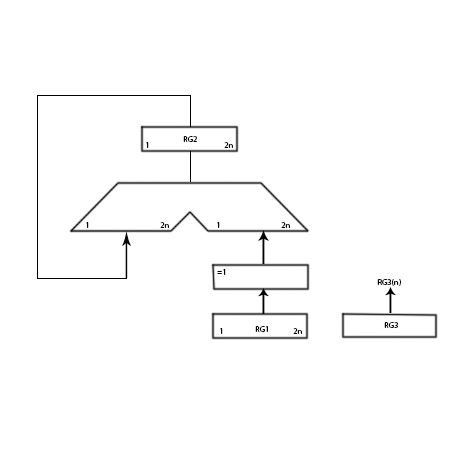 RG2
1 2n
1 2n 1 2n
=1
RG3(n)
1 RG1 2n
RG3